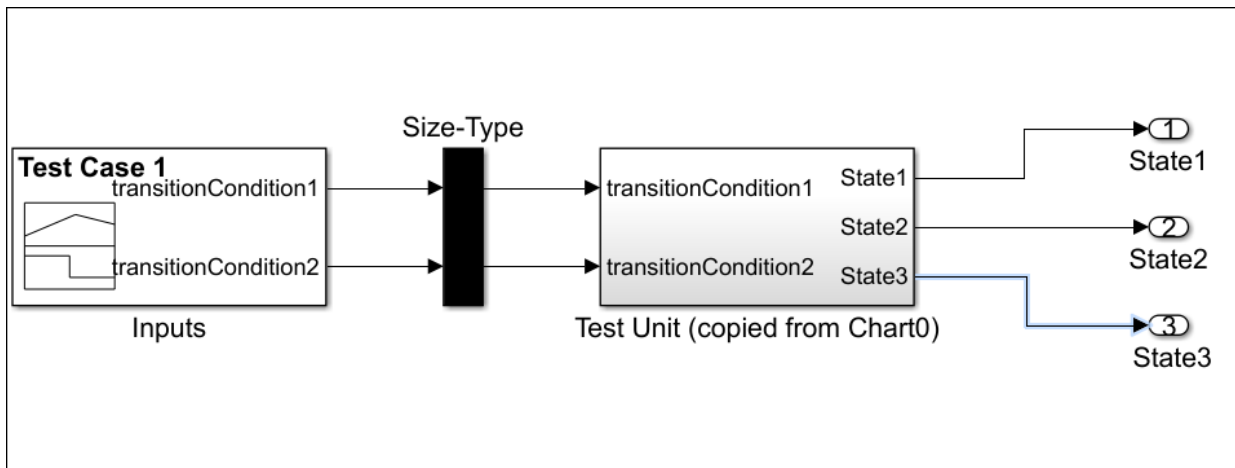 Test Case 1
transitionCondition1
transitionCondition2
Inputs
Size-Type
transitionCondition1
transitionCondition2
State1
State2
State3
Test Unit (copied from Chart0)
1
State1
2
State2
3
State3